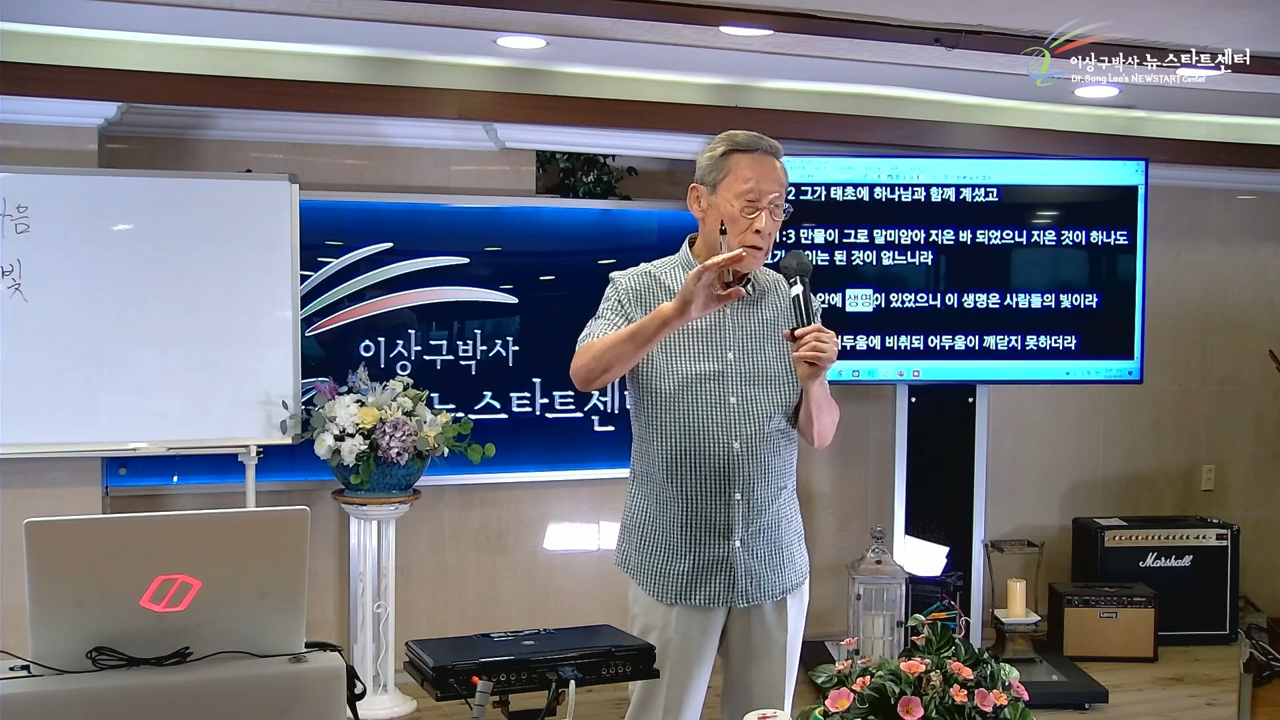 이상구박사 뉴스타트센터
Dr. Sang Lee's NEWSTART Center
빛
2 그가 태초에 하나님과 함께 계셨고
:3 만물이 그로 말미암아 지은 바 되었으니 지은 것이 하나도
된 것이 없느니라
안에 생명이 있었으니 이 생명은 사람들의 빛이라
어두움에 비취되 어두움이 깨닫지 못하더라
이상구박사
뉴스타트센
Marshall
Laney